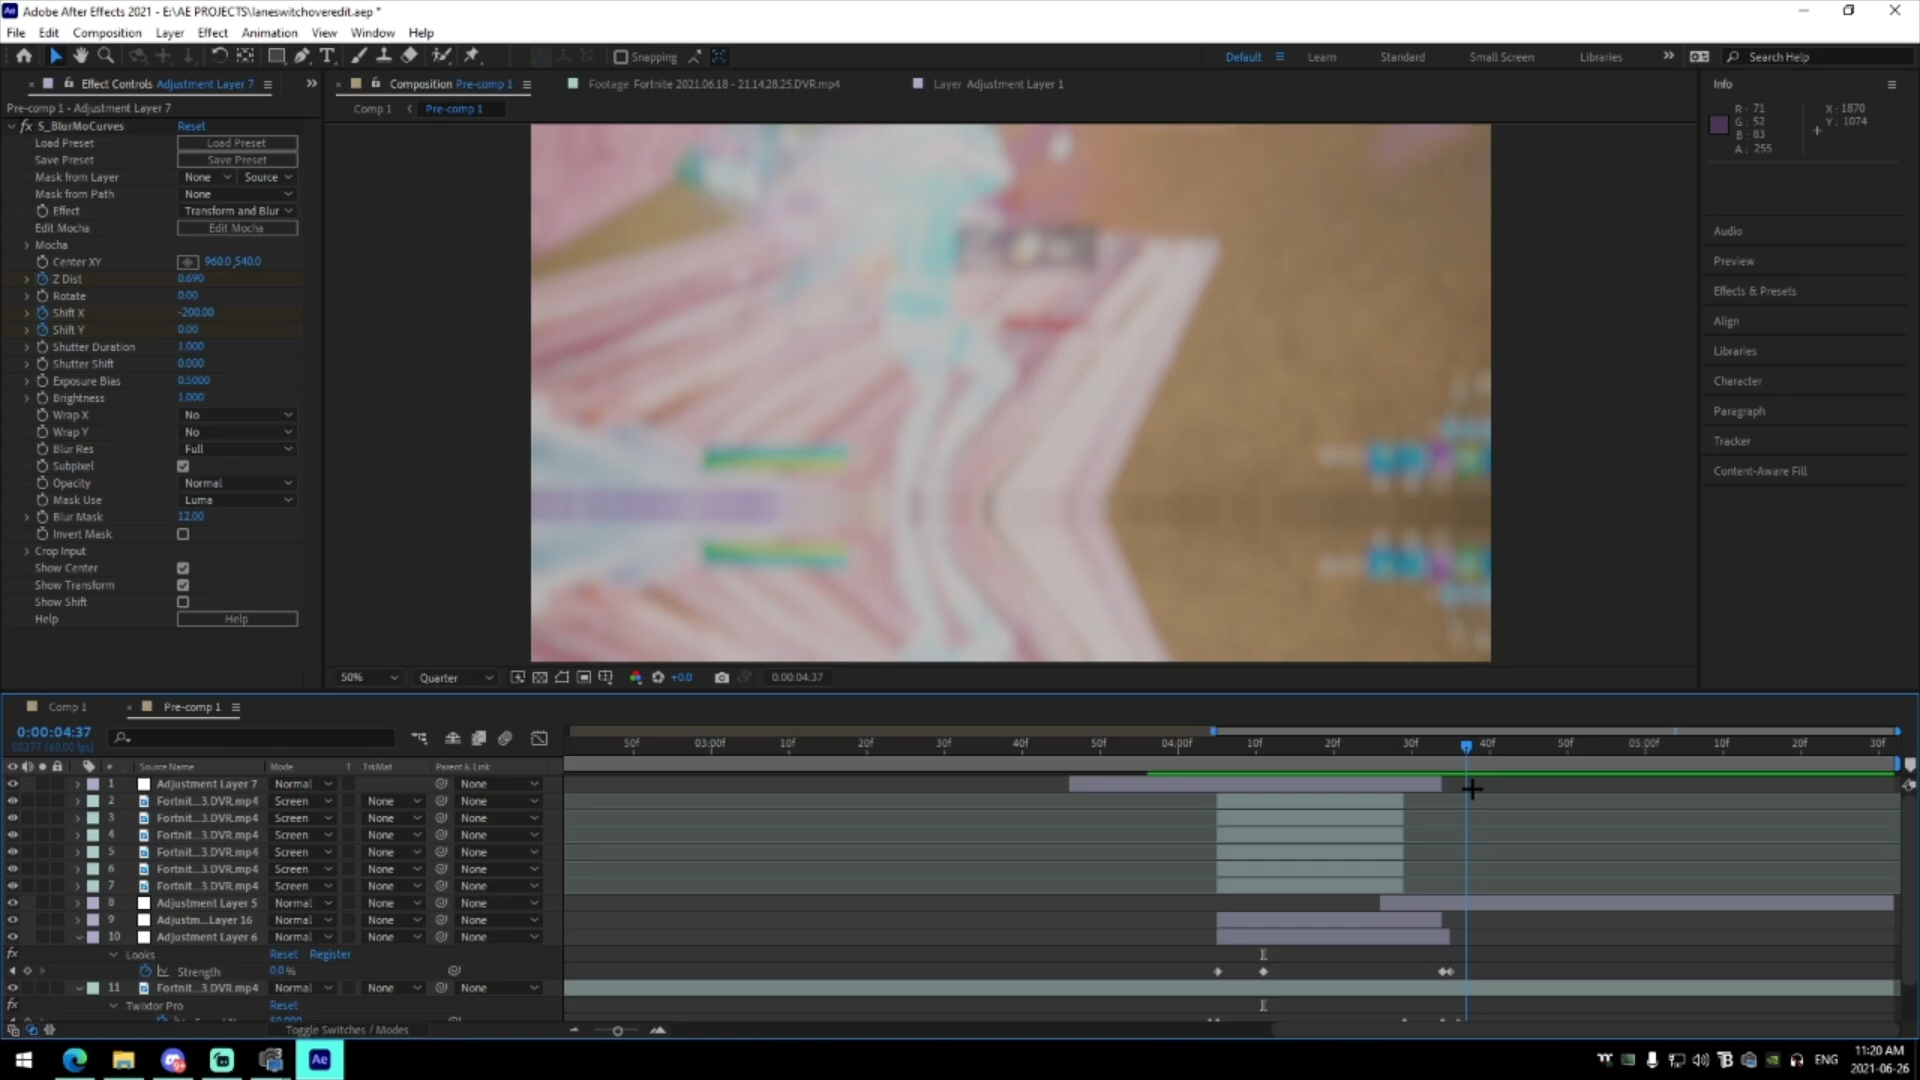 Adobe After Effects 2021 - E:\AE PROJECTS\laneswitchoveredit.aep *
File Edit Composition Layer Effect Animation View Window Help
Snapping Default Learn Standard Small Screen Libraries Search Help
Effect Controls Adjustment Layer 7
Composition Pre-comp 1
Footage Fortnite 2021.06.18 - 21.14.28.25.DVR.mp4
Layer Adjustment Layer 1
Info
Pre-comp 1 - Adjustment Layer 7
Comp 1 Pre-comp 1
R: 71 X: 1870
G: 52 Y: 1074
B: 83
A: 255
fx S_BlurMoCurves Reset
Load Preset Load Preset
Save Preset Save Preset
Mask from Layer None Source
Mask from Path None
Effect Transform and Blur
Edit Mocha Edit Mocha
Mocha
Center XY 960.0,540.0
Z Dist 0.690
Rotate 0.00
Shift X -200.00
Shift Y 0.00
Shutter Duration 1.000
Shutter Shift 0.000
Exposure Bias 0.5000
Brightness 1.000
Wrap X No
Wrap Y No
Blur Res Full
Subpixel
Opacity Normal
Mask Use Luma
Blur Mask 12.00
Invert Mask
Crop Input
Show Center
Show Transform
Show Shift
Help Help
Audio
Preview
Effects & Presets
Align
Libraries
Character
Paragraph
Tracker
Content-Aware Fill
50% Quarter +0.0 0:00:04:37
Comp 1 Pre-comp 1
0:00:04:37
00277 (60.00 fps)
50f 03:00f 10f 20f 30f 40f 50f 04:00f 10f 20f 30f 40f 50f 05:00f 10f 20f 30f
# Source Name Mode T TrkMat Parent & Link
1 Adjustment Layer 7 Normal None
2 Fortnit...3.DVR.mp4 Screen None None
3 Fortnit...3.DVR.mp4 Screen None None
4 Fortnit...3.DVR.mp4 Screen None None
5 Fortnit...3.DVR.mp4 Screen None None
6 Fortnit...3.DVR.mp4 Screen None None
7 Fortnit...3.DVR.mp4 Screen None None
8 Adjustment Layer 5 Normal None None
9 Adjustm...Layer 16 Normal None None
10 Adjustment Layer 6 Normal None None
fx Looks Reset Register
Strength 0.0 %
11 Fortnit...3.DVR.mp4 Normal None None
fx Twixtor Pro Reset
Toggle Switches / Modes
ENG
11:20 AM
2021-06-26